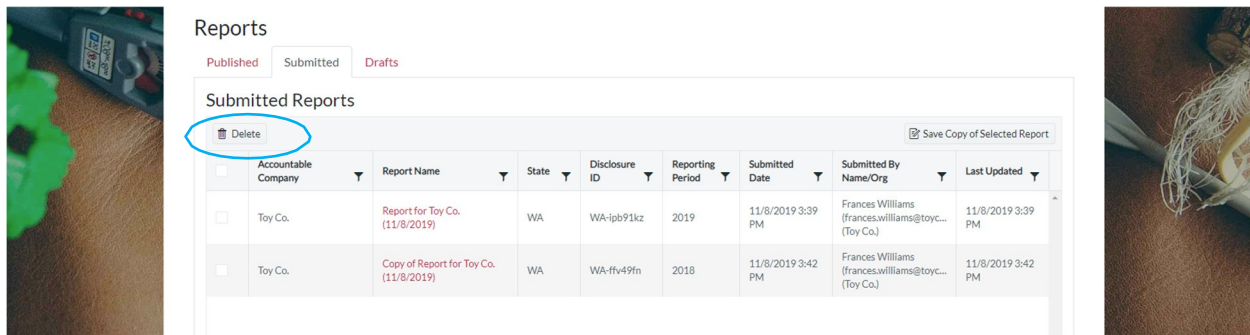 Reports
Published Submitted Drafts
Submitted Reports
Delete Save Copy of Selected Report
Accountable Company Report Name State Disclosure ID Reporting Period Submitted Date Submitted By Name/Org Last Updated
Toy Co. Report for Toy Co. (11/8/2019) WA WA-ipb91kz 2019 11/8/2019 3:39 PM Frances Williams (frances.williams@toyc... (Toy Co.) 11/8/2019 3:39 PM
Toy Co. Copy of Report for Toy Co. (11/8/2019) WA WA-ffv49fn 2018 11/8/2019 3:42 PM Frances Williams (frances.williams@toyc... (Toy Co.) 11/8/2019 3:42 PM